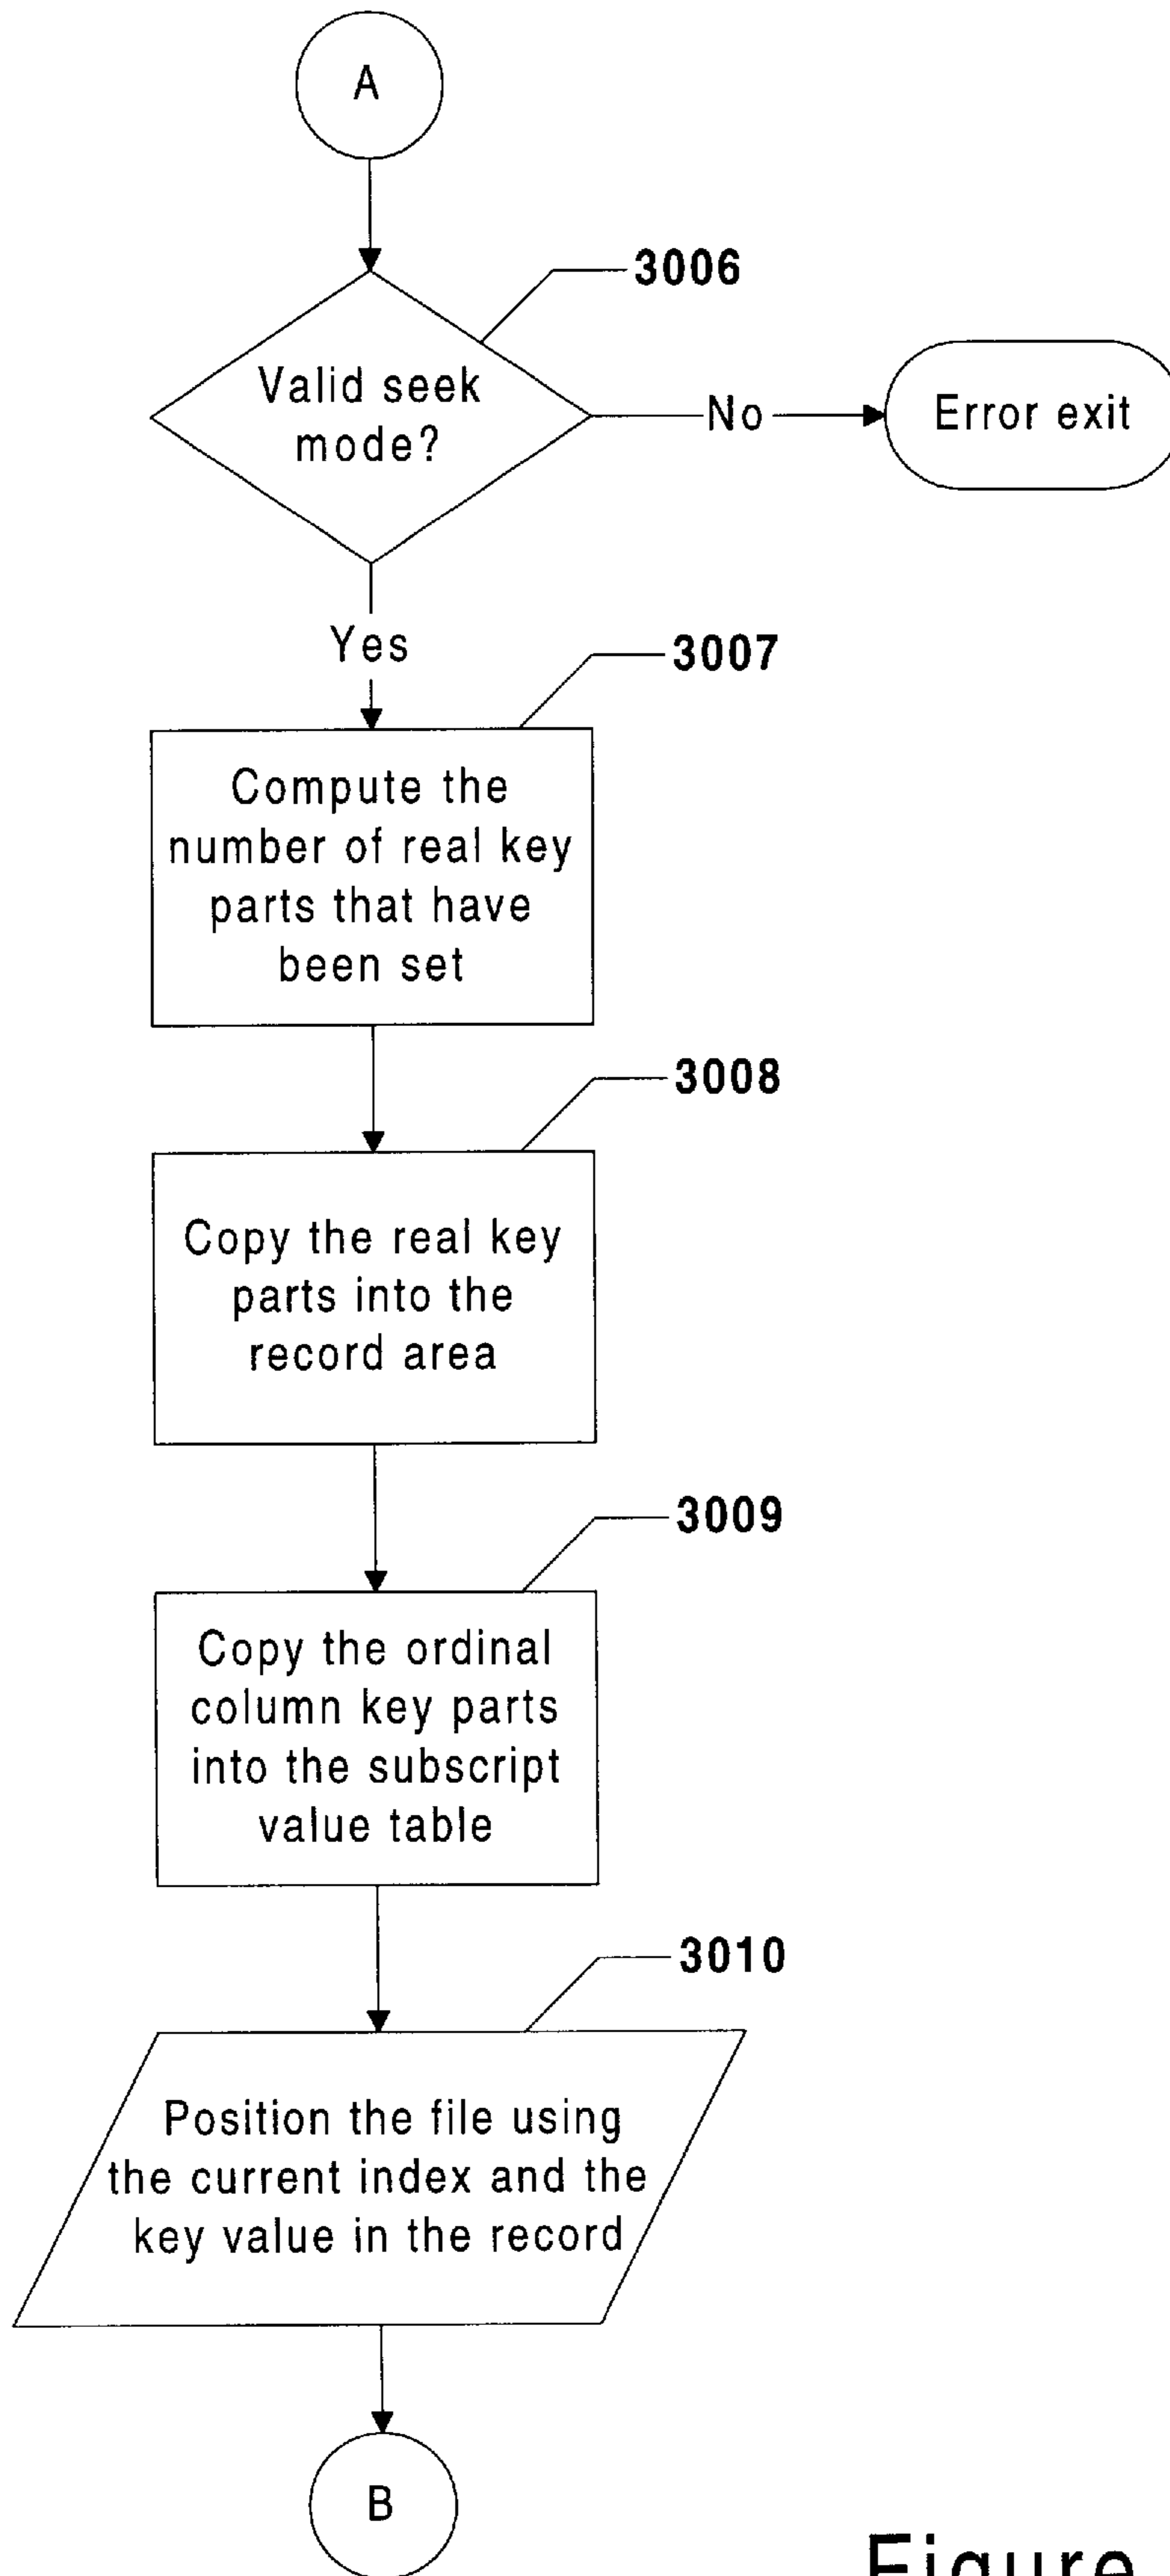 A
3006
Valid seek
mode?
No
Error exit
Yes
3007
Compute the
number of real key
parts that have
been set
3008
Copy the real key
parts into the
record area
3009
Copy the ordinal
column key parts
into the subscript
value table
3010
Position the file using
the current index and the
key value in the record
B
Figure